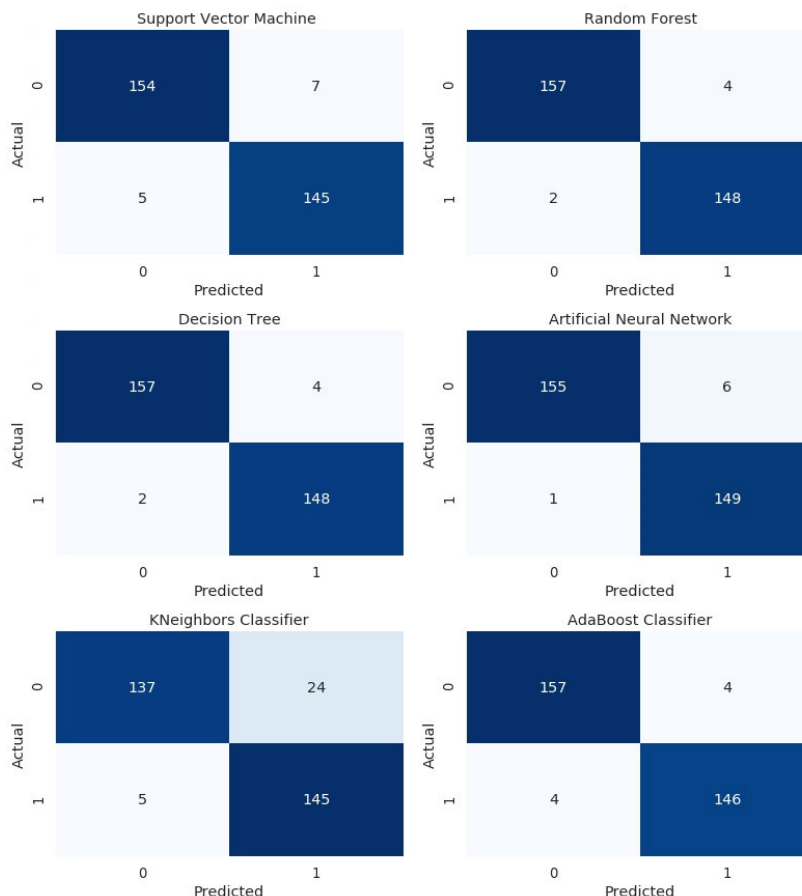 Support Vector Machine
Actual
0
154
7
1
5
145
0
1
Predicted
Random Forest
Actual
0
157
4
1
2
148
0
1
Predicted
Decision Tree
Actual
0
157
4
1
2
148
0
1
Predicted
Artificial Neural Network
Actual
0
155
6
1
1
149
0
1
Predicted
KNeighbors Classifier
Actual
0
137
24
1
5
145
0
1
Predicted
AdaBoost Classifier
Actual
0
157
4
1
4
146
0
1
Predicted